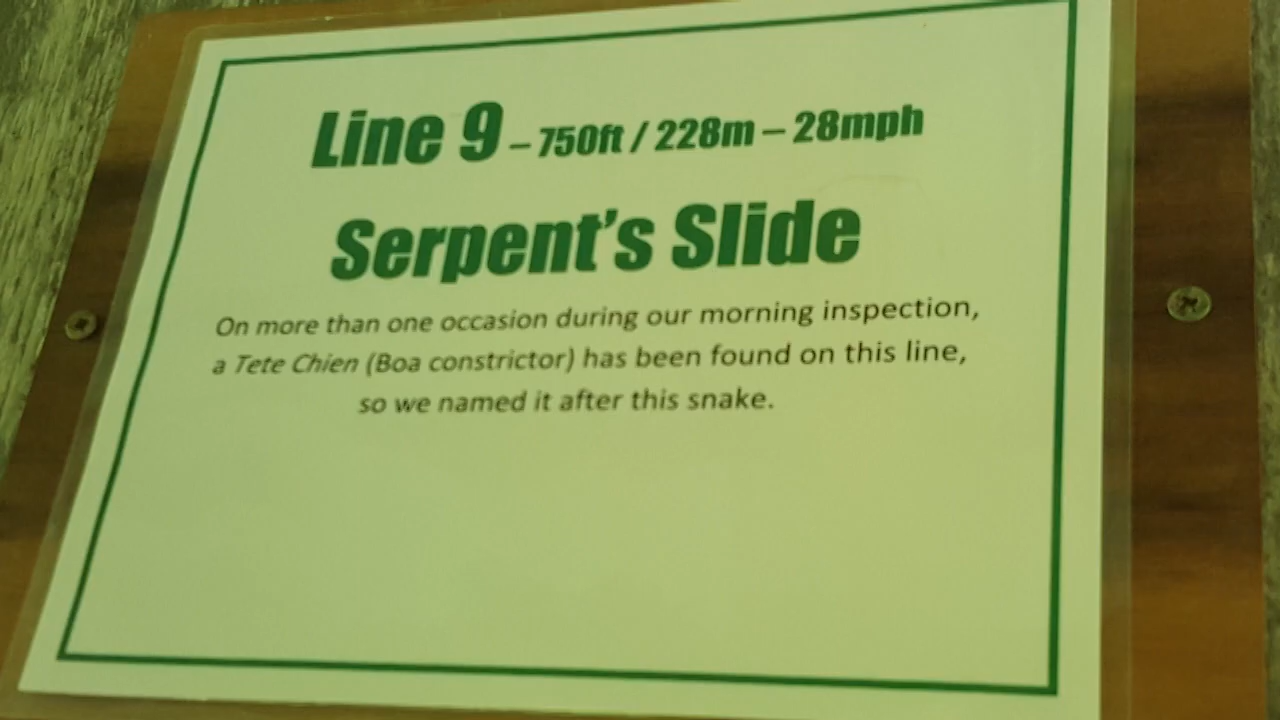 Line 9 – 750ft / 228m – 28mph
Serpent's Slide
On more than one occasion during our morning inspection,
a Tete Chien (Boa constrictor) has been found on this line,
so we named it after this snake.